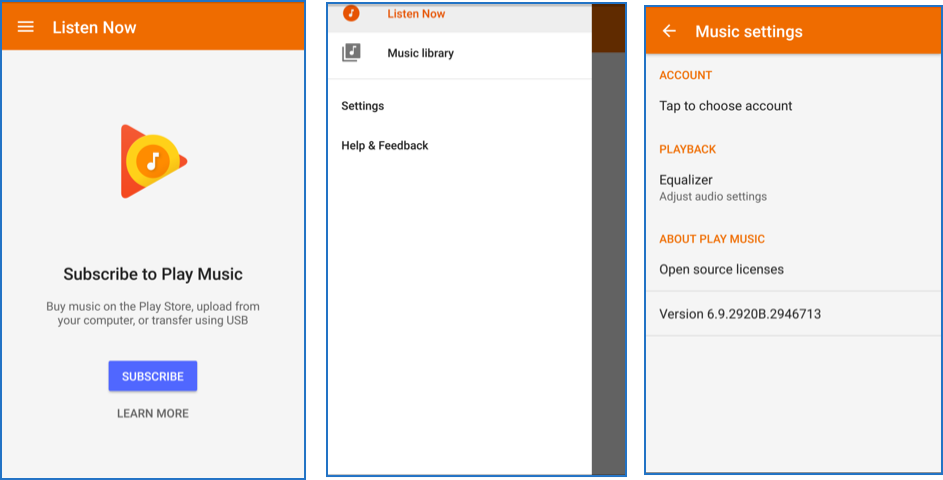 Listen Now
Subscribe to Play Music
Buy music on the Play Store, upload from
your computer, or transfer using USB
SUBSCRIBE
LEARN MORE
Listen Now
Music library
Settings
Help & Feedback
Music settings
ACCOUNT
Tap to choose account
PLAYBACK
Equalizer
Adjust audio settings
ABOUT PLAY MUSIC
Open source licenses
Version 6.9.2920B.2946713